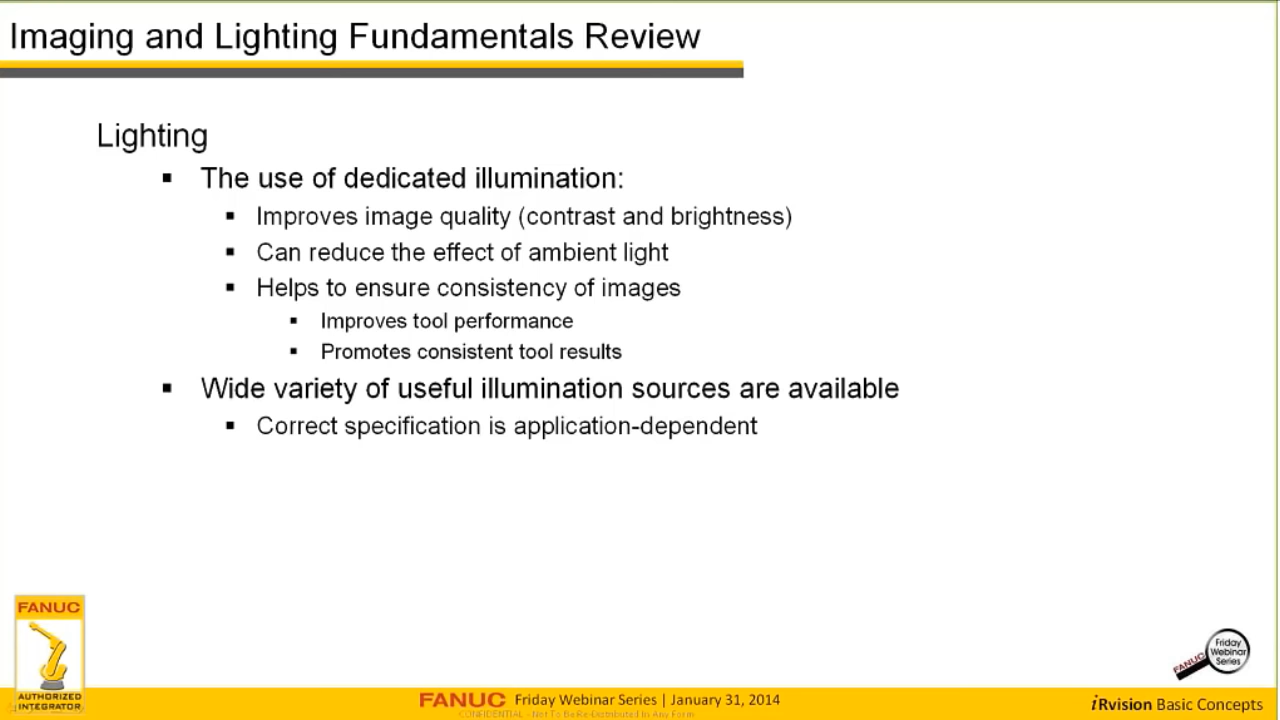 Imaging and Lighting Fundamentals Review
Lighting
▪ The use of dedicated illumination:
▪ Improves image quality (contrast and brightness)
▪ Can reduce the effect of ambient light
▪ Helps to ensure consistency of images
▪ Improves tool performance
▪ Promotes consistent tool results
▪ Wide variety of useful illumination sources are available
▪ Correct specification is application-dependent
FANUC
AUTHORIZED
INTEGRATOR
FANUC Friday Webinar Series | January 31, 2014
CONFIDENTIAL - Not To Be Re-Distributed In Any Form
Friday
Webinar
Series
FANUC
iRvision Basic Concepts